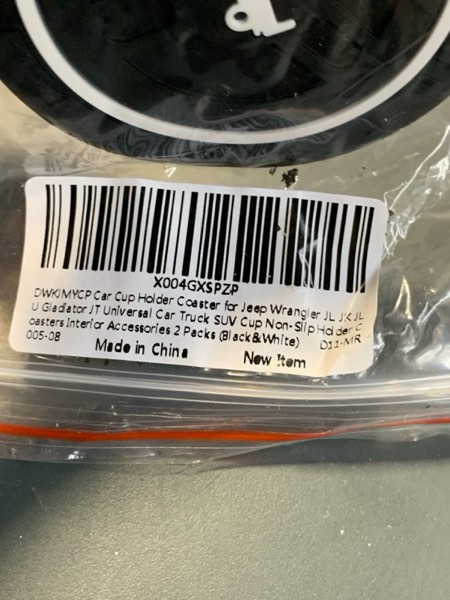 X004GXSPZP
DWKJMYCP Car Cup Holder Coaster for Jeep Wrangler JL JK JL
U Gladiator JT Universal Car Truck SUV Cup Non-Slip Holder C
oasters Interior Accessories 2 Packs (Black&White) D11-MR
005-08
Made in China New Item